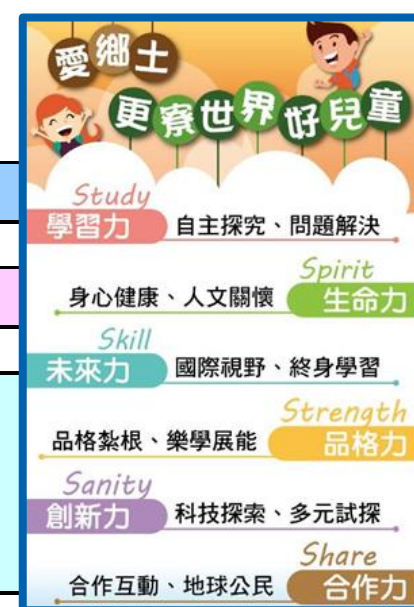 愛鄉土
更寮世界好兒童
Study
學習力 自主探究、問題解決
Spirit
身心健康、人文關懷 生命力
Skill
未來力 國際視野、終身學習
Strength
品格紮根、樂學展能 品格力
Sanity
創新力 科技探索、多元試探
Share
合作互動、地球公民 合作力